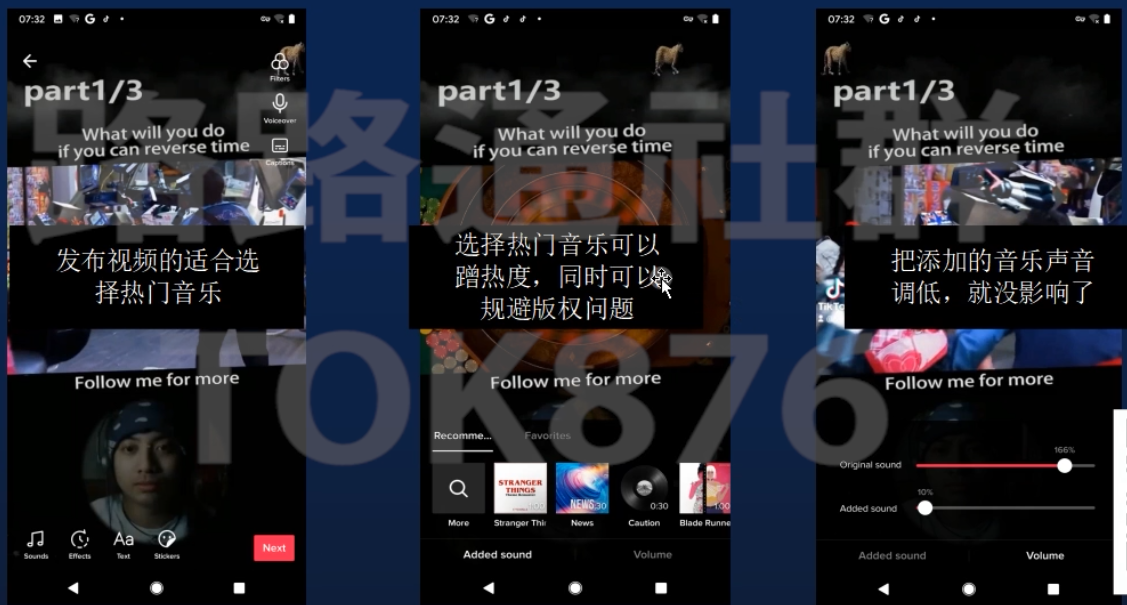 07:32
part1/3
Filters
Voiceover
Captions
What will you do
if you can reverse time
发布视频的适合选
择热门音乐
Follow me for more
Sounds
Effects
Aa
Text
Stickers
Next
07:32
part1/3
What will you do
if you can reverse time
选择热门音乐可以
蹭热度，同时可以
规避版权问题
Follow me for more
Recomme...
Favorites
More
STRANGER
THINGS
1:00
Stranger Thi
NEWS
0:30
News
0:30
Caution
1:00
Blade Runne
Added sound
Volume
07:32
part1/3
What will you do
if you can reverse time
把添加的音乐声音
调低，就没影响了
TikTo
Follow me for more
166%
Original sound
10%
Added sound
Added sound
Volume
路路通社群
TOK876